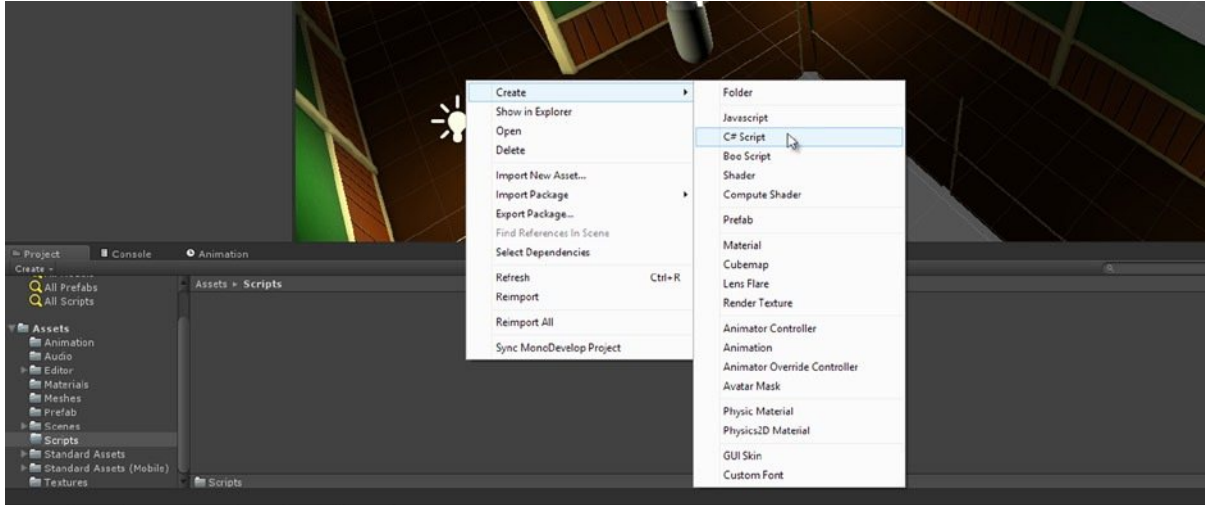 Create
Show in Explorer
Open
Delete
Import New Asset...
Import Package
Export Package...
Find References In Scene
Select Dependencies
Refresh Ctrl+R
Reimport
Reimport All
Sync MonoDevelop Project
Folder
Javascript
C# Script
Boo Script
Shader
Compute Shader
Prefab
Material
Cubemap
Lens Flare
Render Texture
Animator Controller
Animation
Animator Override Controller
Avatar Mask
Physic Material
Physics2D Material
GUI Skin
Custom Font
Project Console Animation
Create
All Prefabs
All Scripts
Assets
Animation
Audio
Editor
Materials
Meshes
Prefab
Scenes
Scripts
Standard Assets
Standard Assets (Mobile)
Textures
Assets ▸ Scripts
Scripts